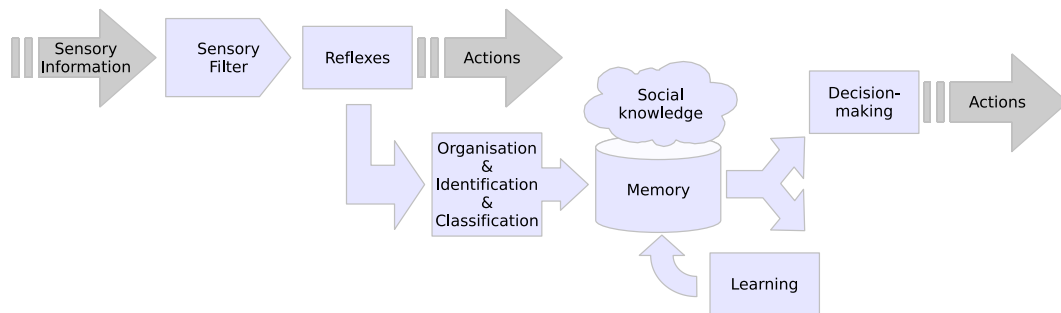 Sensory
Information
Sensory
Filter
Reflexes
Actions
Organisation
&
Identification
&
Classification
Social
knowledge
Memory
Decision-
making
Actions
Learning